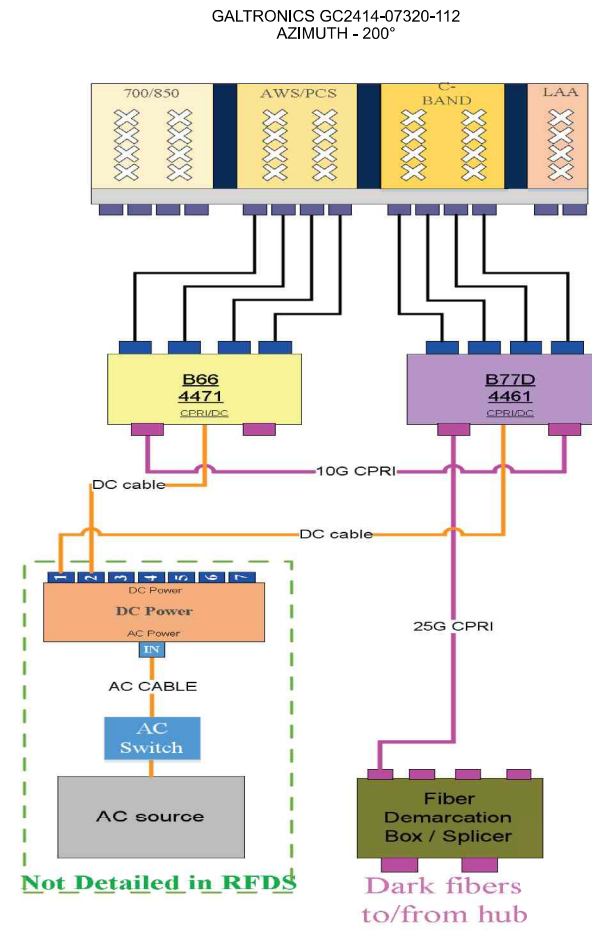 GALTRONICS GC2414-07320-112
AZIMUTH - 200°
700/850
AWS/PCS
C-
BAND
LAA
B66
4471
CPRI/DC
B77D
4461
CPRI/DC
10G CPRI
DC cable
DC cable
1 2 3 4 5 6 7
DC Power
DC Power
AC Power
IN
25G CPRI
AC CABLE
AC
Switch
AC source
Fiber
Demarcation
Box / Splicer
Not Detailed in RFDS
Dark fibers
to/from hub